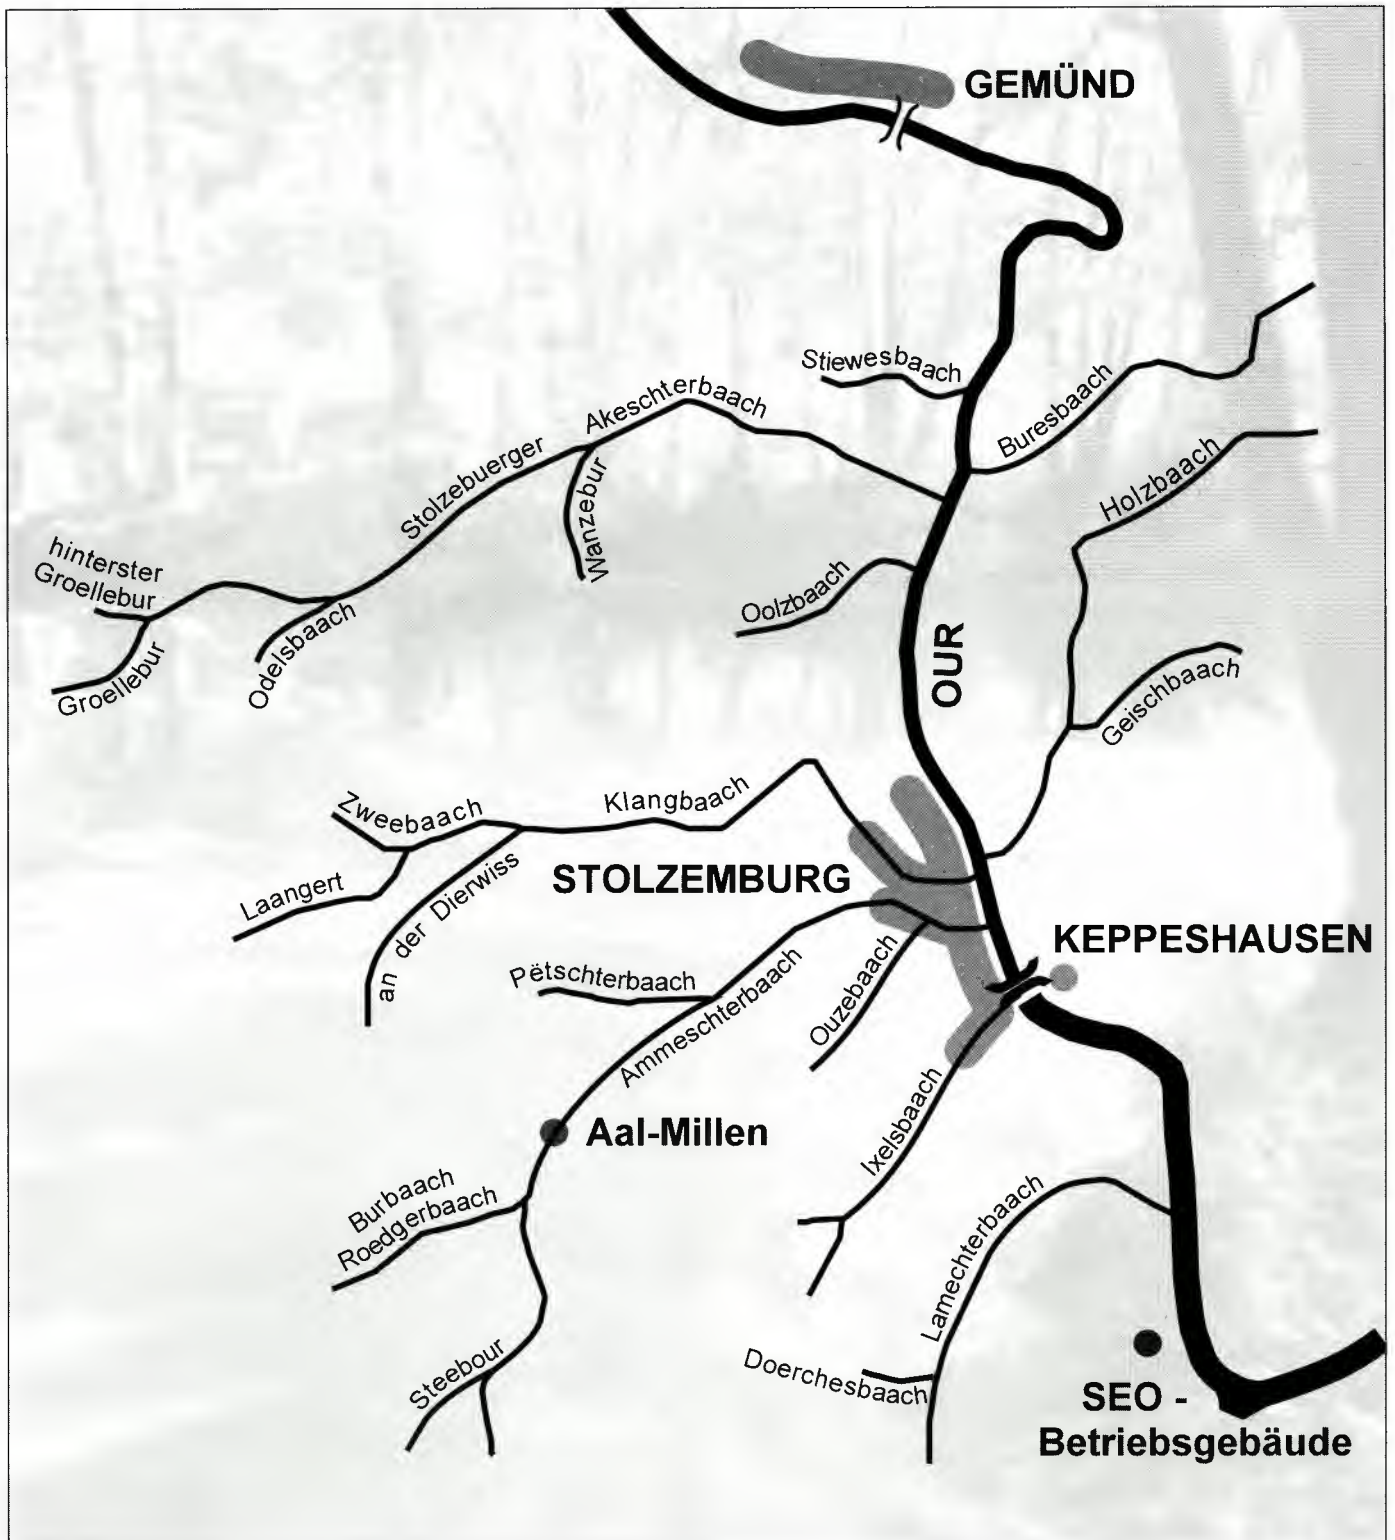 GEMÜND
Stiewesbaach
Buresbaach
Akeschterbaach
Stolzebuerger
Holzbaach
Wanzebur
hinterster
Groellebur
Oolzbaach
Odelsbaach
Groellebur
OUR
Geischbaach
Zweebaach
Klangbaach
Laangert
an der Dierwiss
STOLZEMBURG
KEPPESHAUSEN
Pëtschterbaach
Ouzebaach
Ammeschterbaach
Aal-Millen
Ixelsbaach
Burbaach
Roedgerbaach
Lamechterbaach
Steebour
Doerchesbaach
SEO -
Betriebsgebäude